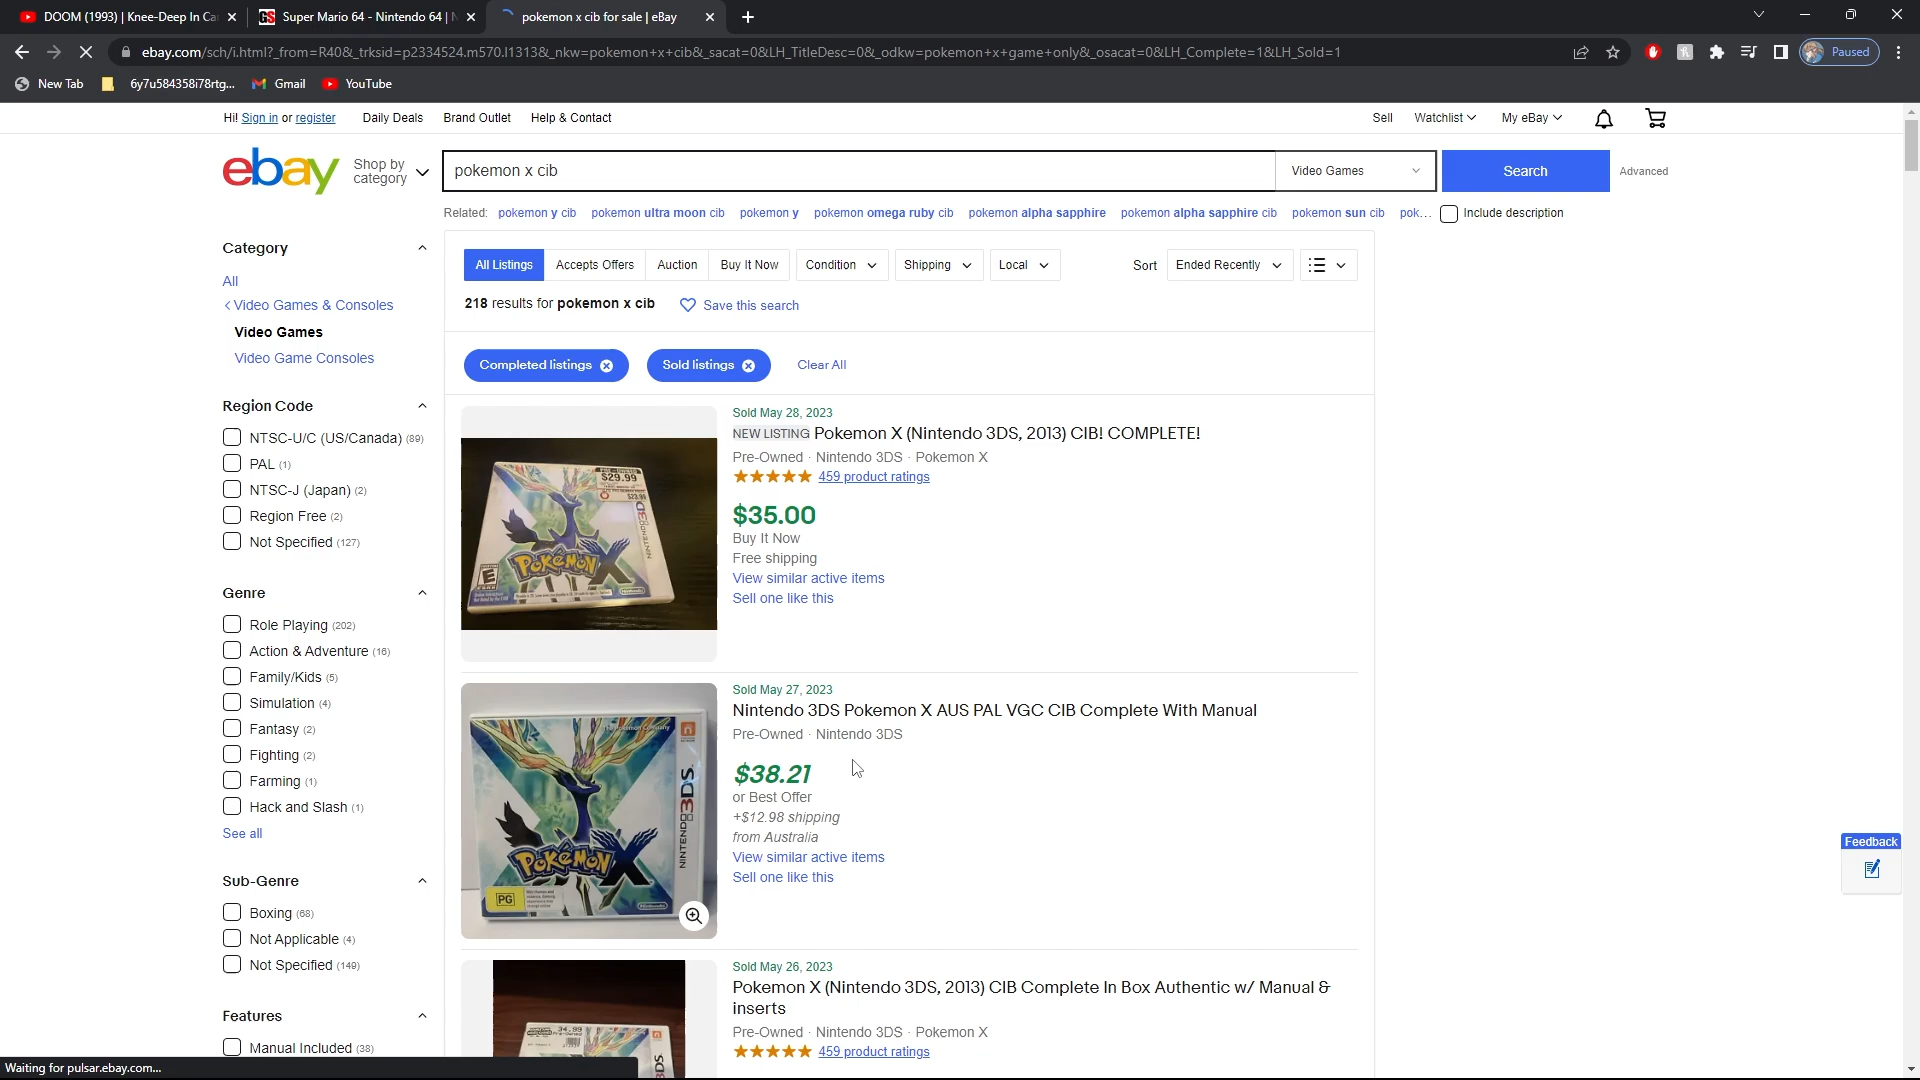 DOOM (1993) | Knee-Deep In Ca
Super Mario 64 - Nintendo 64 | N
pokemon x cib for sale | eBay
ebay.com/sch/i.html?_from=R40&_trksid=p2334524.m570.l1313&_nkw=pokemon+x+cib&_sacat=0&LH_TitleDesc=0&_odkw=pokemon+x+game+only&_osacat=0&LH_Complete=1&LH_Sold=1
Paused
New Tab
6y7u584358i78rtg...
Gmail
YouTube
Hi! Sign in or register
Daily Deals
Brand Outlet
Help & Contact
Sell
Watchlist
My eBay
ebay
Shop by
category
pokemon x cib
Video Games
Search
Advanced
Related: pokemon y cib pokemon ultra moon cib pokemon y pokemon omega ruby cib pokemon alpha sapphire pokemon alpha sapphire cib pokemon sun cib pok...
Include description
Category
All
< Video Games & Consoles
Video Games
Video Game Consoles
Region Code
NTSC-U/C (US/Canada) (89)
PAL (1)
NTSC-J (Japan) (2)
Region Free (2)
Not Specified (127)
Genre
Role Playing (202)
Action & Adventure (16)
Family/Kids (5)
Simulation (4)
Fantasy (2)
Fighting (2)
Farming (1)
Hack and Slash (1)
See all
Sub-Genre
Boxing (68)
Not Applicable (4)
Not Specified (149)
Features
Manual Included (38)
All Listings
Accepts Offers
Auction
Buy It Now
Condition
Shipping
Local
Sort
Ended Recently
218 results for pokemon x cib
Save this search
Completed listings
Sold listings
Clear All
$29.99
NINTENDO 3DS
POKéMON X
E
Sold May 28, 2023
NEW LISTING Pokemon X (Nintendo 3DS, 2013) CIB! COMPLETE!
Pre-Owned · Nintendo 3DS · Pokemon X
459 product ratings
$35.00
Buy It Now
Free shipping
View similar active items
Sell one like this
NINTENDO 3DS
POKéMON X
PG
Sold May 27, 2023
Nintendo 3DS Pokemon X AUS PAL VGC CIB Complete With Manual
Pre-Owned · Nintendo 3DS
$38.21
or Best Offer
+$12.98 shipping
from Australia
View similar active items
Sell one like this
34.99
3DS
Sold May 26, 2023
Pokemon X (Nintendo 3DS, 2013) CIB Complete In Box Authentic w/ Manual &
inserts
Pre-Owned · Nintendo 3DS · Pokemon X
459 product ratings
Feedback
Waiting for pulsar.ebay.com...